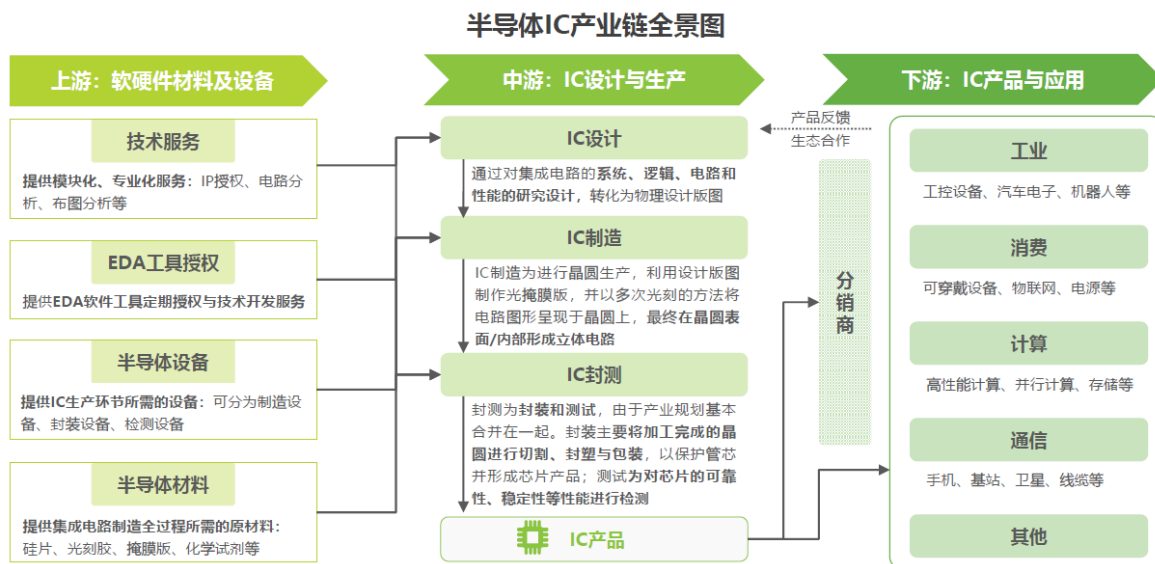 半导体IC产业链全景图
上游：软硬件材料及设备
技术服务
提供模块化、专业化服务：IP授权、电路分
析、布图分析等
EDA工具授权
提供EDA软件工具定期授权与技术开发服务
半导体设备
提供IC生产环节所需的设备：可分为制造设
备、封装设备、检测设备
半导体材料
提供集成电路制造全过程所需的原材料：
硅片、光刻胶、掩膜版、化学试剂等
中游：IC设计与生产
IC设计
通过对集成电路的系统、逻辑、电路和
性能的研究设计，转化为物理设计版图
IC制造
IC制造为进行晶圆生产，利用设计版图
制作光掩膜版，并以多次光刻的方法将
电路图形呈现于晶圆上，最终在晶圆表
面/内部形成立体电路
IC封测
封测为封装和测试，由于产业规划基本
合并在一起。封装主要将加工完成的晶
圆进行切割、封塑与包装，以保护管芯
并形成芯片产品；测试为对芯片的可靠
性、稳定性等性能进行检测
IC产品
下游：IC产品与应用
产品反馈
生态合作
分销商
工业
工控设备、汽车电子、机器人等
消费
可穿戴设备、物联网、电源等
计算
高性能计算、并行计算、存储等
通信
手机、基站、卫星、线缆等
其他